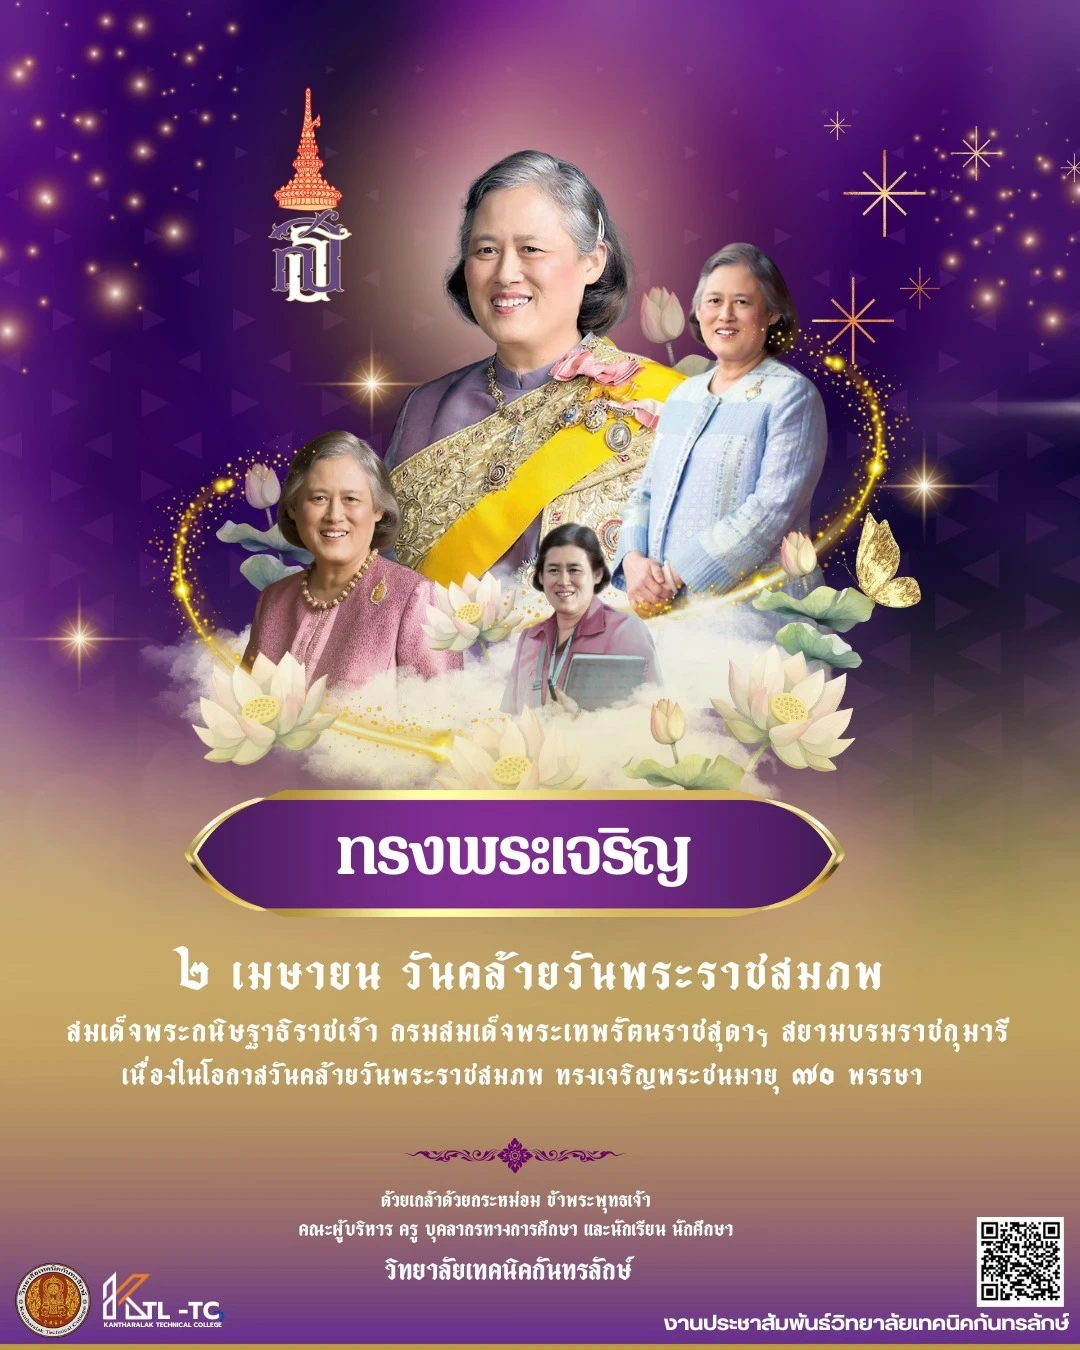 ทรงพระเจริญ
๒ เมษายน วันคล้ายวันพระราชสมภพ
สมเด็จพระกนิษฐาธิราชเจ้า กรมสมเด็จพระเทพรัตนราชสุดาฯ สยามบรมราชกุมารี
เนื่องในโอกาสวันคล้ายวันพระราชสมภพ ทรงเจริญพระชนมายุ ๗๐ พรรษา
ด้วยเกล้าด้วยกระหม่อม ข้าพระพุทธเจ้า
คณะผู้บริหาร ครู บุคลากรทางการศึกษา และนักเรียน นักศึกษา
วิทยาลัยเทคนิคกันทรลักษ์
KTL-TC
KANTHARALAK TECHNICAL COLLEGE
งานประชาสัมพันธ์วิทยาลัยเทคนิคกันทรลักษ์